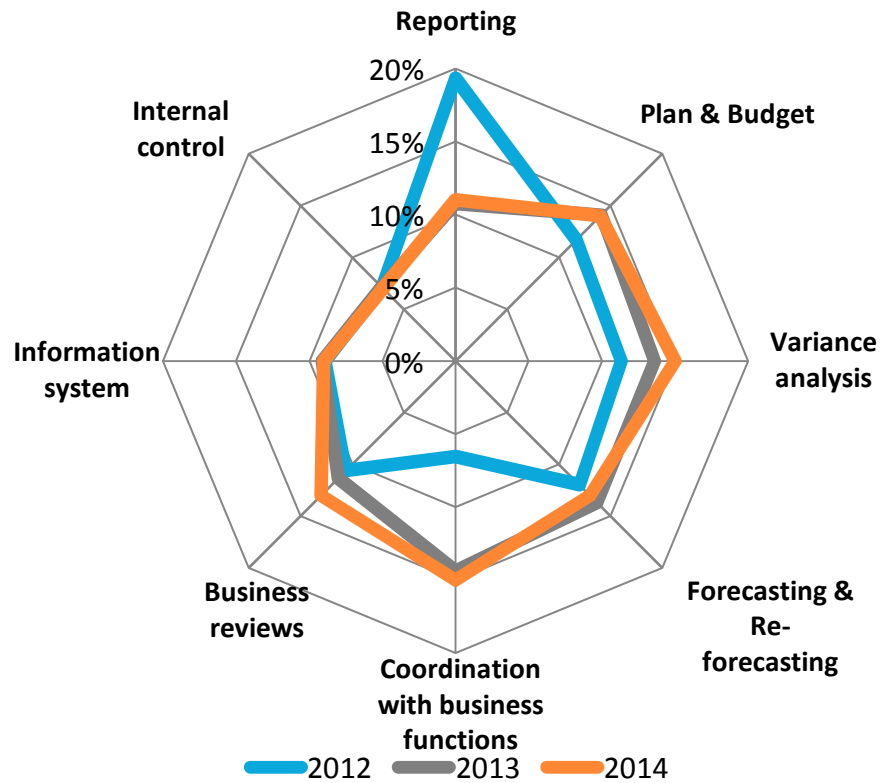 Reporting
20%
Internal
control
Plan & Budget
15%
10%
5%
Information
system
0%
Variance
analysis
Business
reviews
Forecasting &
Re-
forecasting
Coordination
with business
functions
2012
2013
2014